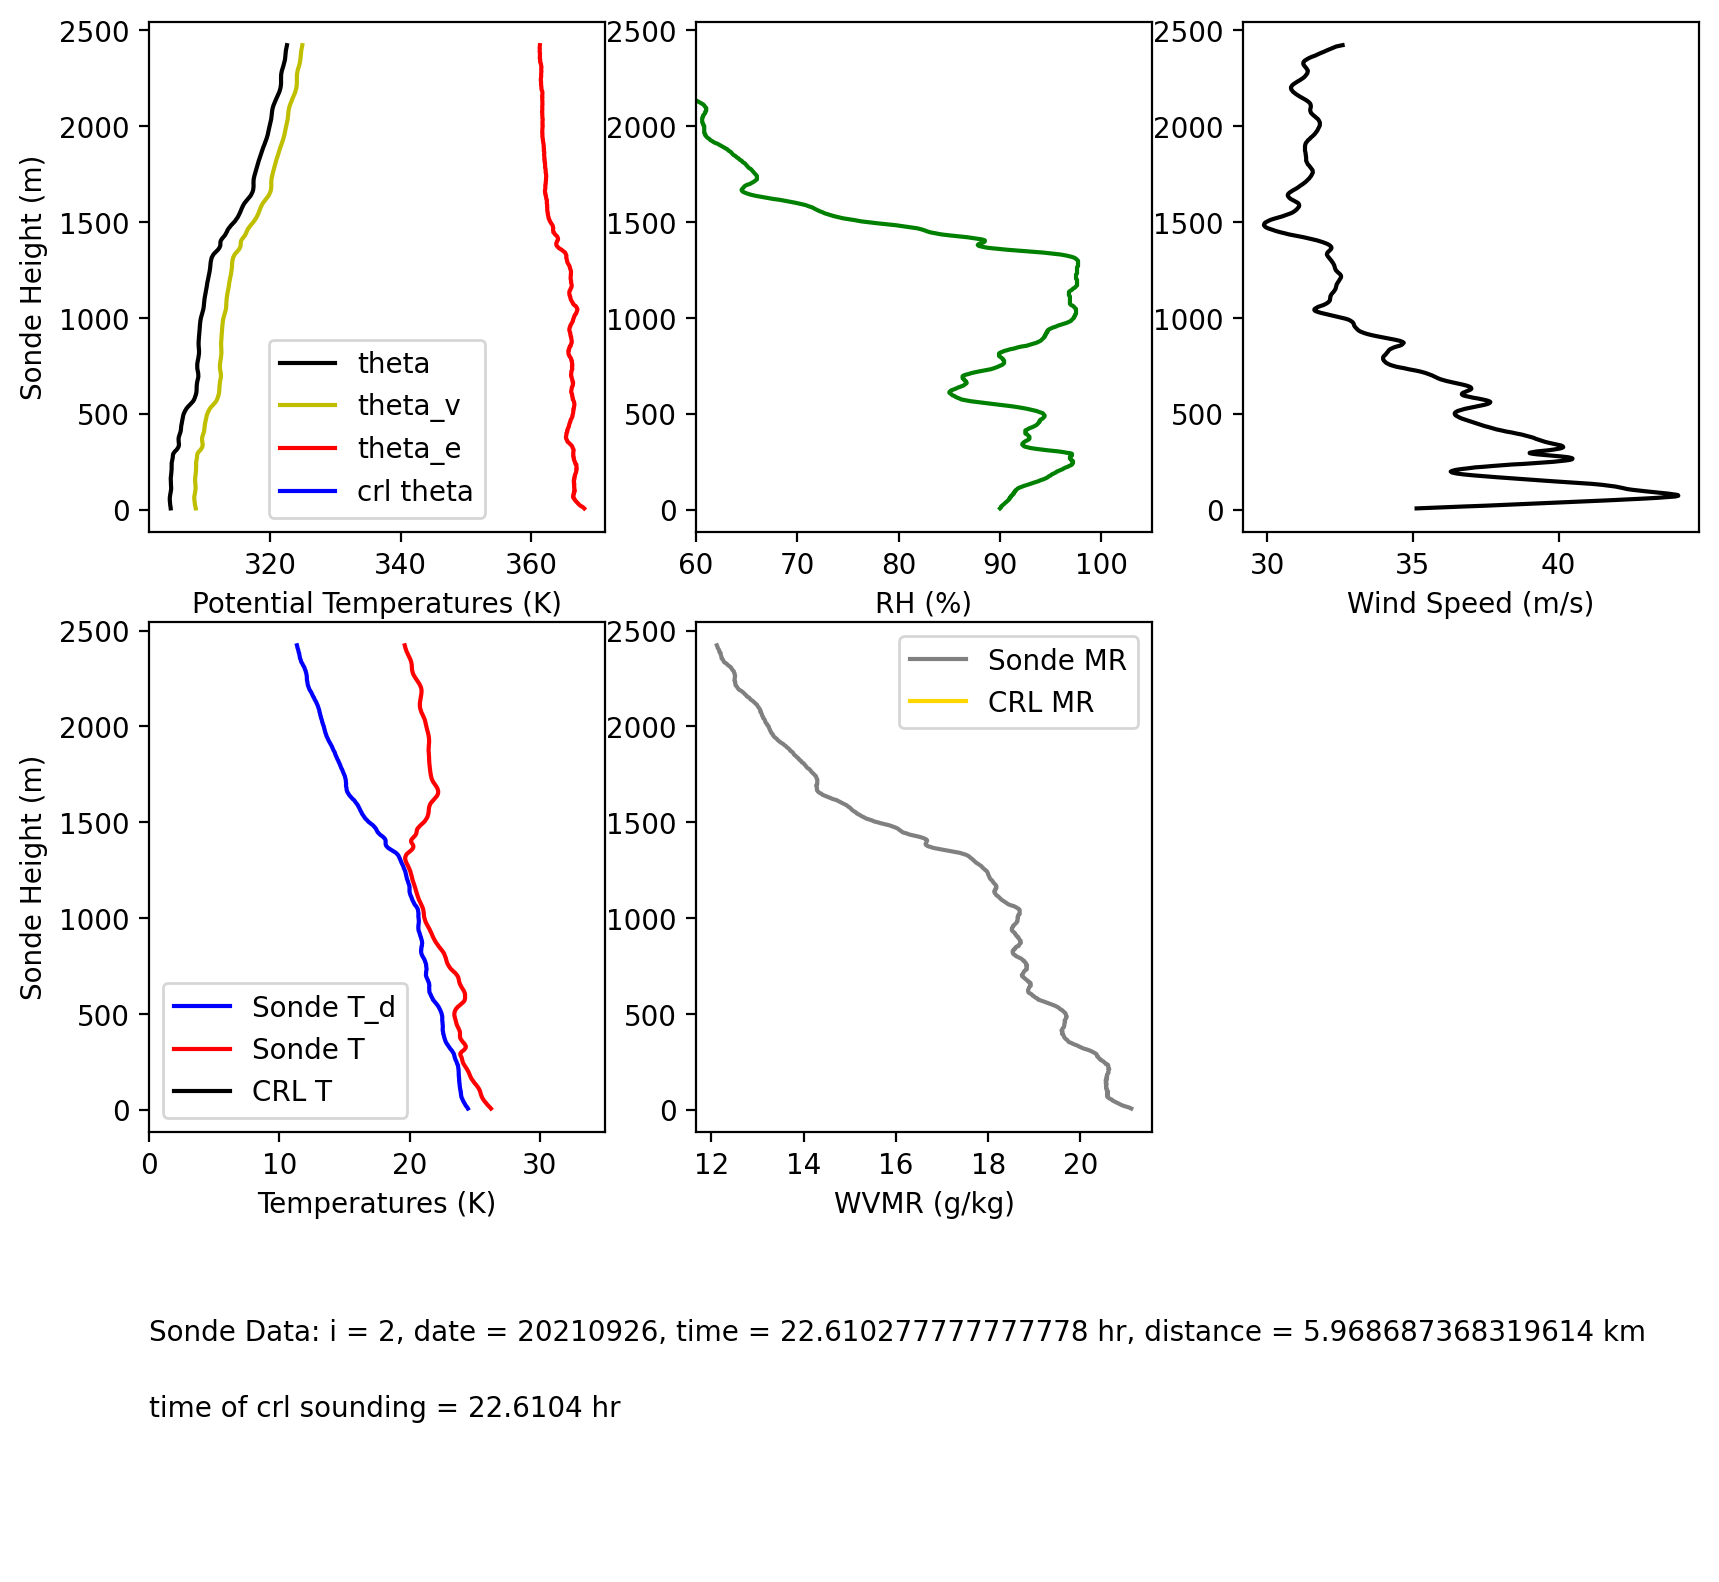 2500
2000
1500
1000
500
0
Sonde Height (m)
320
340
360
Potential Temperatures (K)
theta
theta_v
theta_e
crl theta
2500
2000
1500
1000
500
0
60
70
80
90
100
RH (%)
2500
2000
1500
1000
500
0
30
35
40
Wind Speed (m/s)
2500
2000
1500
1000
500
0
Sonde Height (m)
0
10
20
30
Temperatures (K)
Sonde T_d
Sonde T
CRL T
2500
2000
1500
1000
500
0
12
14
16
18
20
WVMR (g/kg)
Sonde MR
CRL MR
Sonde Data: i = 2, date = 20210926, time = 22.610277777777778 hr, distance = 5.968687368319614 km
time of crl sounding = 22.6104 hr